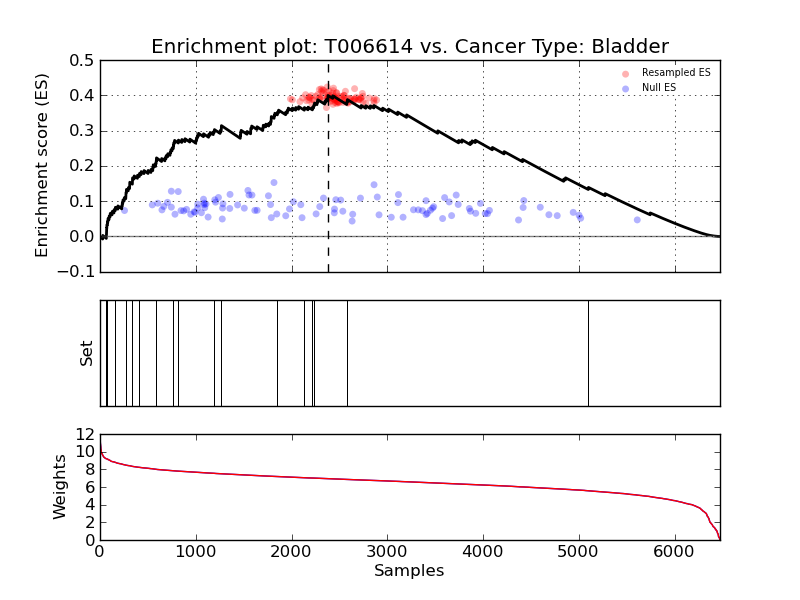 Enrichment plot: T006614 vs. Cancer Type: Bladder
Enrichment score (ES)
0.5
0.4
0.3
0.2
0.1
0.0
−0.1
Resampled ES
Null ES
Set
Weights
12
10
8
6
4
2
0
0 1000 2000 3000 4000 5000 6000
Samples